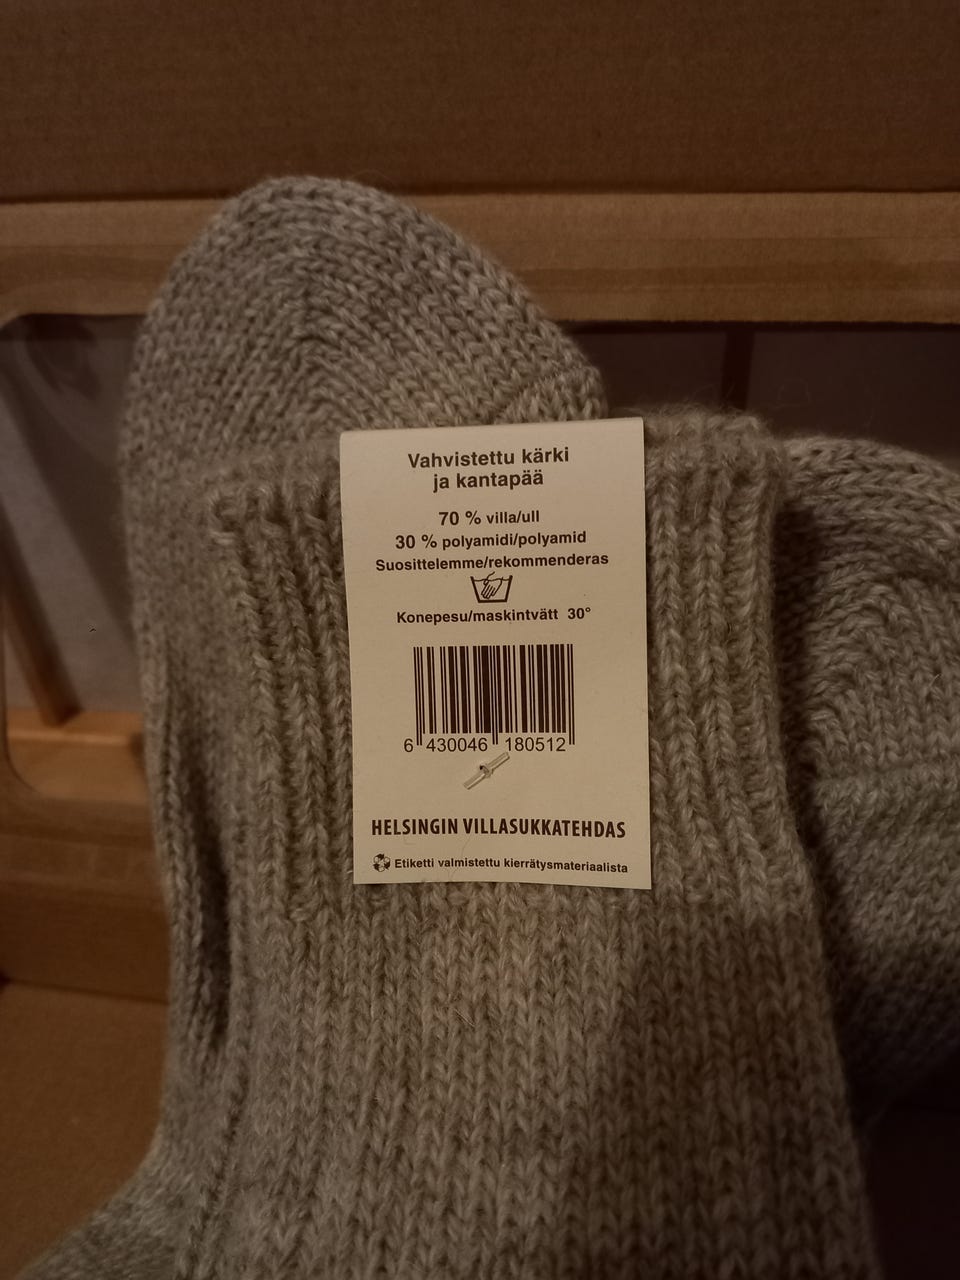 Vahvistettu kärki
ja kantapää
70 % villa/ull
30 % polyamidi/polyamid
Suosittelemme/rekommenderas
Konepesu/maskintvätt 30°
6 430046 180512
HELSINGIN VILLASUKKATEHDAS
Etiketti valmistettu kierrätysmateriaalista